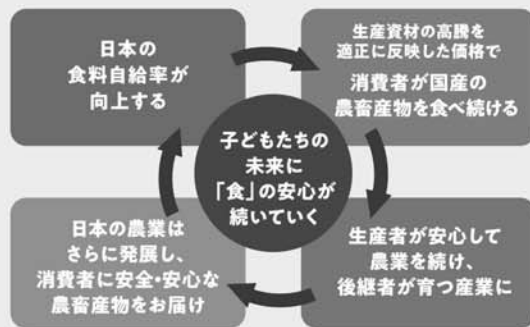 日本の
食料自給率が
向上する
生産資材の高騰を
適正に反映した価格で
消費者が国産の
農畜産物を食べ続ける
子どもたちの
未来に
「食」の安心が
続いていく
生産者が安心して
農業を続け、
後継者が育つ産業に
日本の農業は
さらに発展し、
消費者に安全・安心な
農畜産物をお届け